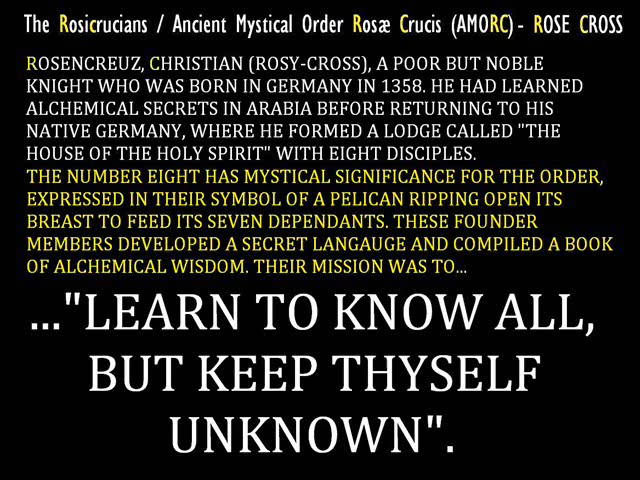 The Rosicrucians / Ancient Mystical Order Rosæ Crucis (AMORC) - ROSE CROSS
ROSENCREUZ, CHRISTIAN (ROSY-CROSS), A POOR BUT NOBLE
KNIGHT WHO WAS BORN IN GERMANY IN 1358. HE HAD LEARNED
ALCHEMICAL SECRETS IN ARABIA BEFORE RETURNING TO HIS
NATIVE GERMANY, WHERE HE FORMED A LODGE CALLED "THE
HOUSE OF THE HOLY SPIRIT" WITH EIGHT DISCIPLES.
THE NUMBER EIGHT HAS MYSTICAL SIGNIFICANCE FOR THE ORDER,
EXPRESSED IN THEIR SYMBOL OF A PELICAN RIPPING OPEN ITS
BREAST TO FEED ITS SEVEN DEPENDANTS. THESE FOUNDER
MEMBERS DEVELOPED A SECRET LANGAUGE AND COMPILED A BOOK
OF ALCHEMICAL WISDOM. THEIR MISSION WAS TO...
..."LEARN TO KNOW ALL,
BUT KEEP THYSELF
UNKNOWN".